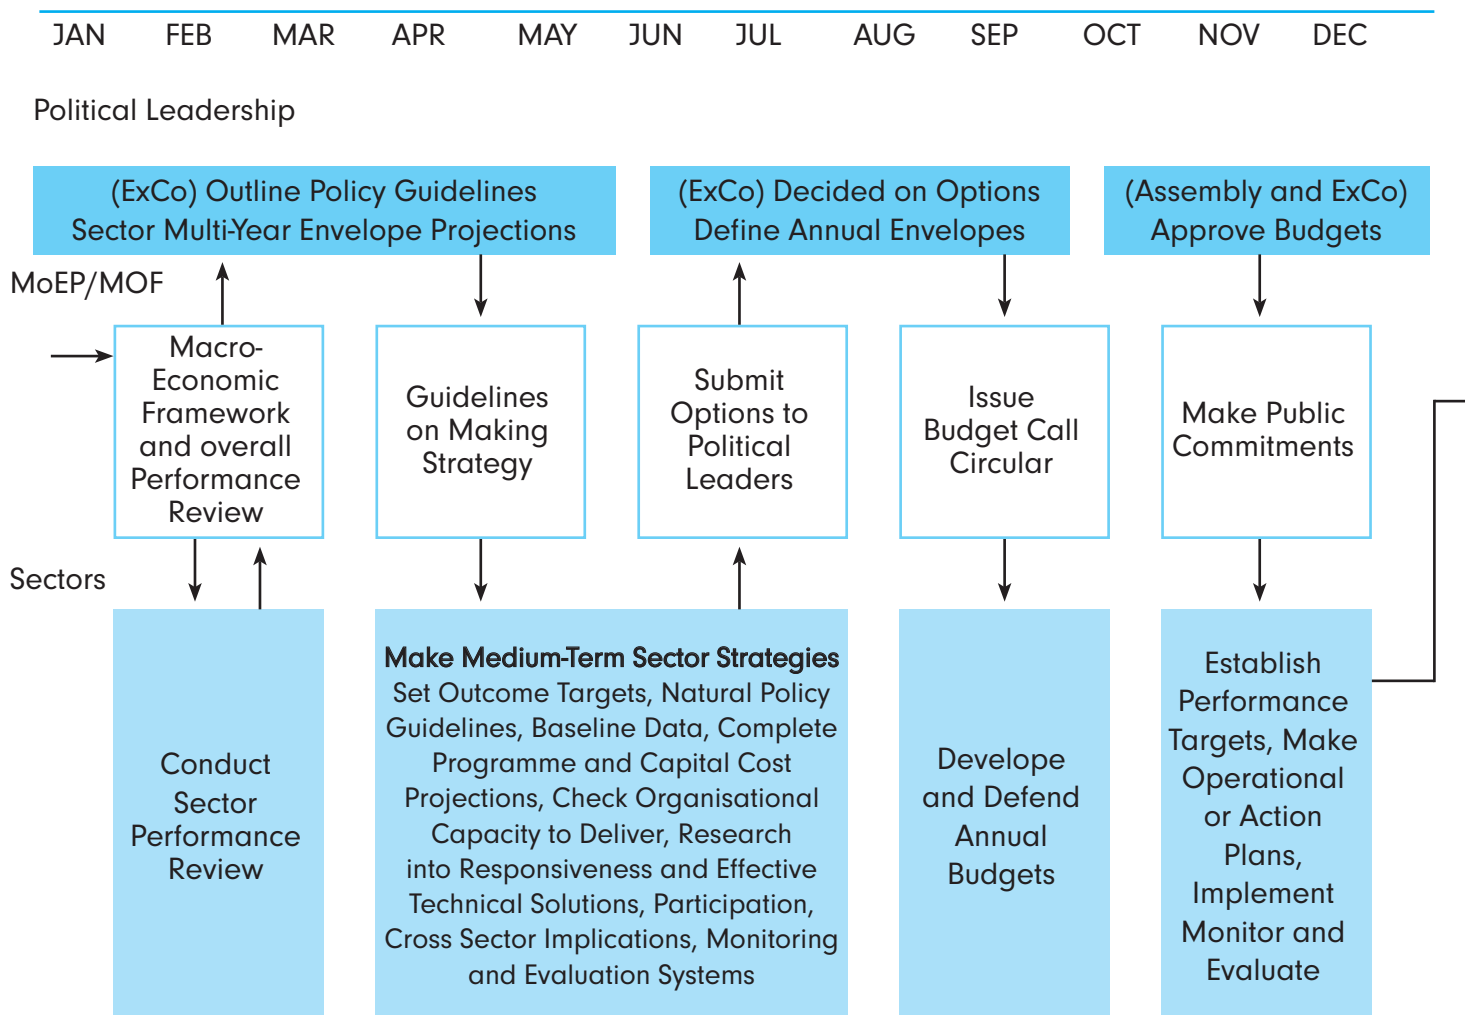 JAN FEB MAR APR MAY JUN JUL AUG SEP OCT NOV DEC
Political Leadership
(ExCo) Outline Policy Guidelines
Sector Multi-Year Envelope Projections
(ExCo) Decided on Options
Define Annual Envelopes
(Assembly and ExCo)
Approve Budgets
MoEP/MOF
Macro-
Economic
Framework
and overall
Performance
Review
Guidelines
on Making
Strategy
Submit
Options to
Political
Leaders
Issue
Budget Call
Circular
Make Public
Commitments
Sectors
Conduct
Sector
Performance
Review
Make Medium-Term Sector Strategies
Set Outcome Targets, Natural Policy
Guidelines, Baseline Data, Complete
Programme and Capital Cost
Projections, Check Organisational
Capacity to Deliver, Research
into Responsiveness and Effective
Technical Solutions, Participation,
Cross Sector Implications, Monitoring
and Evaluation Systems
Develope
and Defend
Annual
Budgets
Establish
Performance
Targets, Make
Operational
or Action
Plans,
Implement
Monitor and
Evaluate